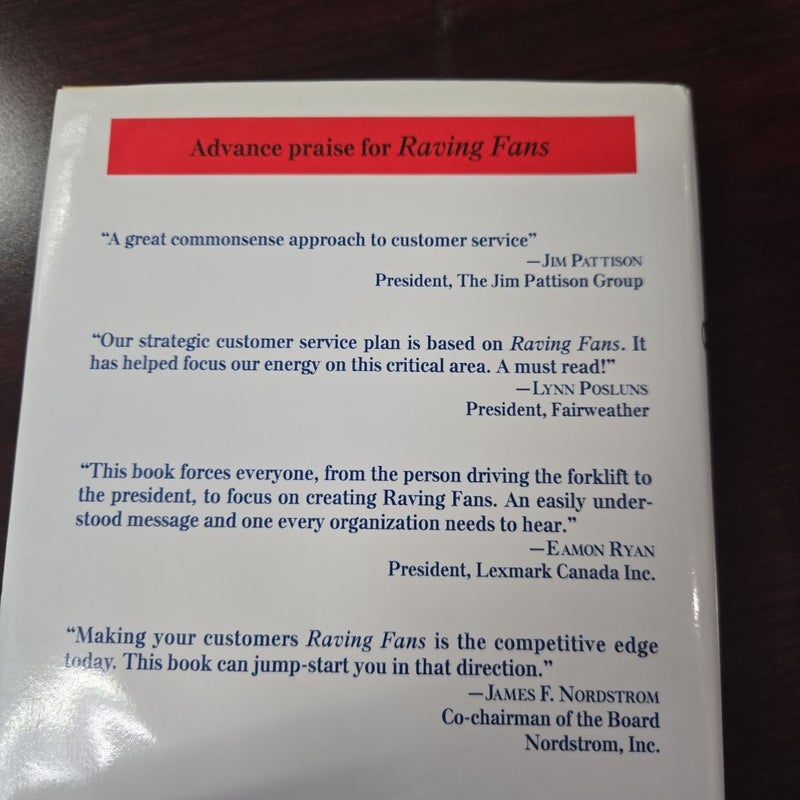 Advance praise for Raving Fans
“A great commonsense approach to customer service”
—JIM PATTISON
President, The Jim Pattison Group
“Our strategic customer service plan is based on Raving Fans. It
has helped focus our energy on this critical area. A must read!”
—LYNN POSLUNS
President, Fairweather
“This book forces everyone, from the person driving the forklift to
the president, to focus on creating Raving Fans. An easily under-
stood message and one every organization needs to hear.”
—EAMON RYAN
President, Lexmark Canada Inc.
“Making your customers Raving Fans is the competitive edge
today. This book can jump-start you in that direction.”
—JAMES F. NORDSTROM
Co-chairman of the Board
Nordstrom, Inc.